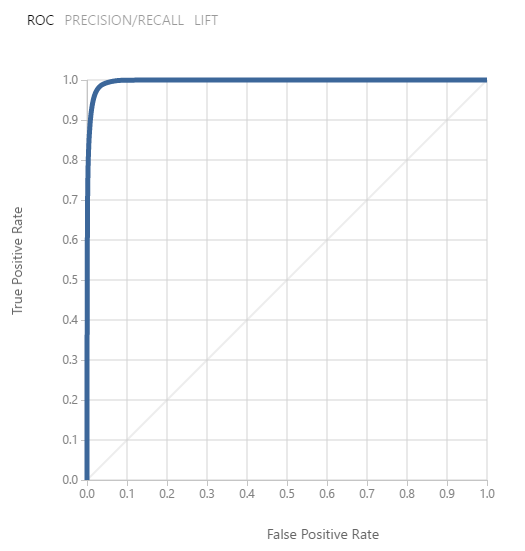 ROC PRECISION/RECALL LIFT
1.0
0.9
0.8
0.7
0.6
0.5
0.4
0.3
0.2
0.1
0.0
True Positive Rate
0.0 0.1 0.2 0.3 0.4 0.5 0.6 0.7 0.8 0.9 1.0
False Positive Rate